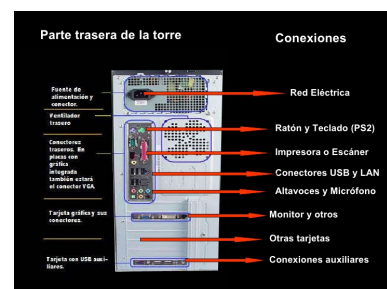 Parte trasera de la torre
Conexiones
Fuente de
alimentación y
conector.
Ventilador
trasero
Conectores
traseros. En
placas con
gráfica
integrada
también estará
el conector VGA.
Tarjeta gráfica y sus
conectores.
Tarjeta con USB auxi-
liares.
Red Eléctrica
Ratón y Teclado (PS2)
Impresora o Escáner
Conectores USB y LAN
Altavoces y Micrófono
Monitor y otros
Otras tarjetas
Conexiones auxiliares